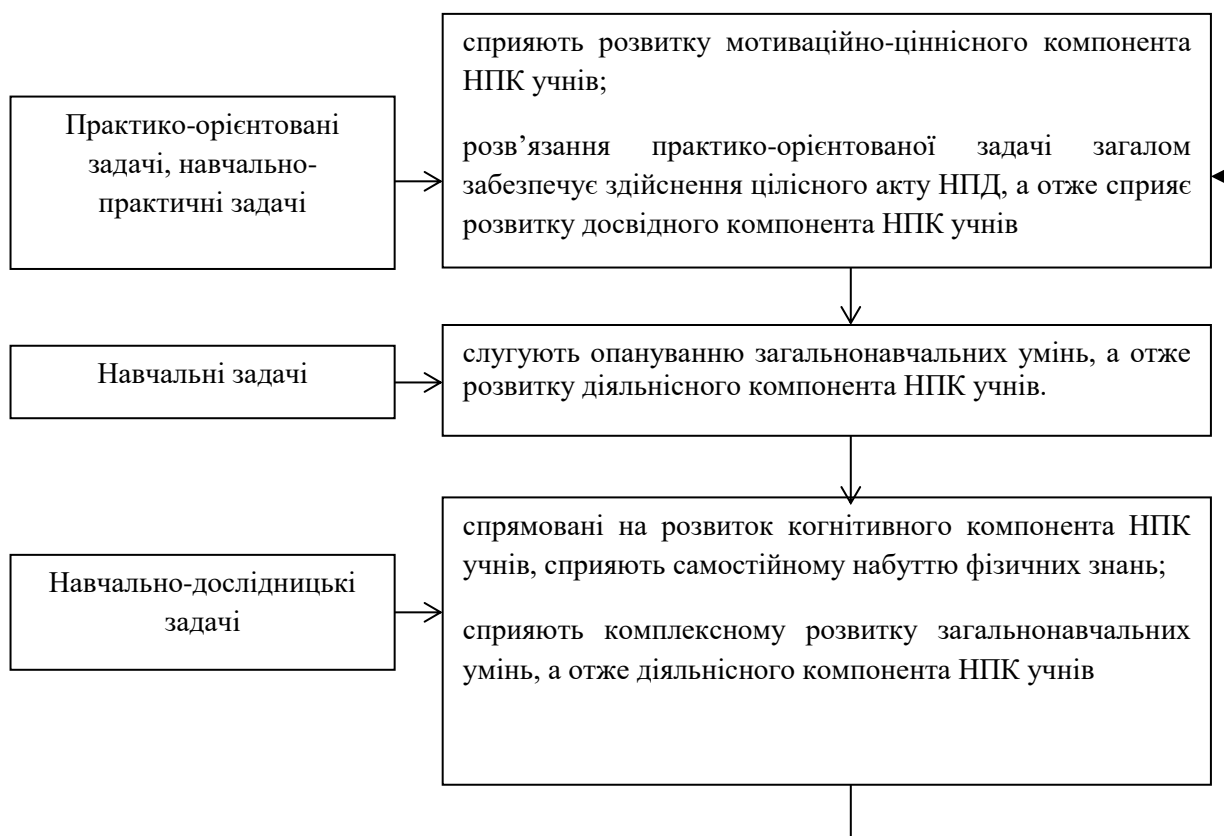 Практико-орієнтовані
задачі, навчально-
практичні задачі
сприяють розвитку мотиваційно-ціннісного компонента
НПК учнів;
розв’язання практико-орієнтованої задачі загалом
забезпечує здійснення цілісного акту НПД, а отже сприяє
розвитку досвідного компонента НПК учнів
Навчальні задачі
слугують опануванню загальнонавчальних умінь, а отже
розвитку діяльнісного компонента НПК учнів.
Навчально-дослідницькі
задачі
спрямовані на розвиток когнітивного компонента НПК
учнів, сприяють самостійному набуттю фізичних знань;
сприяють комплексному розвитку загальнонавчальних
умінь, а отже діяльнісного компонента НПК учнів